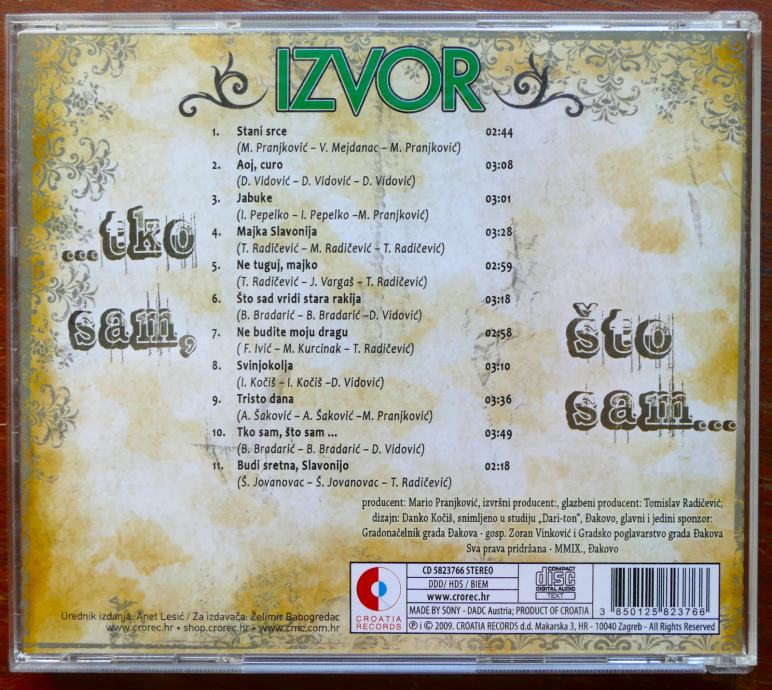 IZVOR
1. Stani srce 02:44
(M. Pranjković – V. Mejdanac – M. Pranjković)
2. Aoj, curo 03:08
(D. Vidović – D. Vidović – D. Vidović)
3. Jabuke 03:01
(I. Pepelko – I. Pepelko –M. Pranjković)
4. Majka Slavonija 03:28
(T. Radičević – M. Radičević – T. Radičević)
5. Ne tuguj, majko 02:59
(T. Radičević – J. Vargaš – T. Radičević)
6. Što sad vridi stara rakija 03:18
(B. Bradarić – B. Bradarić –D. Vidović)
7. Ne budite moju dragu 02:58
( F. Ivić – M. Kurcinak – T. Radičević)
8. Svinjokolja 03:10
(I. Kočiš – I. Kočiš –D. Vidović)
9. Tristo dana 03:36
(A. Šaković – A. Šaković –M. Pranjković)
10. Tko sam, što sam ... 03:49
(B. Bradarić – B. Bradarić – D. Vidović)
11. Budi sretna, Slavonijo 02:18
(Š. Jovanovac – Š. Jovanovac – T. Radičević)
...tko
sam,
što
sam...
producent: Mario Pranjković, izvršni producent:, glazbeni producent: Tomislav Radičević;
dizajn: Danko Kočiš, snimljeno u studiju „Dari-ton“, Đakovo, glavni i jedini sponzor:
Gradonačelnik grada Đakova - gosp. Zoran Vinković i Gradsko poglavarstvo grada Đakova
Sva prava pridržana - MMIX., Đakovo
Urednik izdanja: Anet Lesić / Za izdavača: Želimir Babogredac
www.crorec.hr • shop.crorec.hr • www.cmc.com.hr
CROATIA
RECORDS
CD 5823766 STEREO
DDD/ HDS / BIEM
www.crorec.hr
COMPACT
disc
DIGITAL AUDIO
TEXT
MADE BY SONY - DADC Austria; PRODUCT OF CROATIA
℗ i © 2009. CROATIA RECORDS d.d. Makarska 3, HR - 10040 Zagreb - All Rights Reserved
3 850125 823766